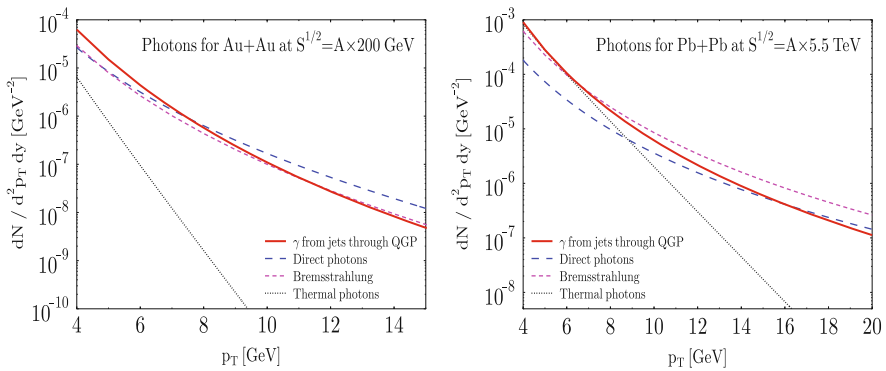 Photons for Au+Au at S^1/2=A×200 GeV
dN / d²p_T dy [GeV⁻²]
10⁻⁴
10⁻⁵
10⁻⁶
10⁻⁷
10⁻⁸
10⁻⁹
10⁻¹⁰
γ from jets through QGP
Direct photons
Bremsstrahlung
Thermal photons
4 6 8 10 12 14
p_T [GeV]
Photons for Pb+Pb at S^1/2=A×5.5 TeV
dN / d²p_T dy [GeV⁻²]
10⁻³
10⁻⁴
10⁻⁵
10⁻⁶
10⁻⁷
10⁻⁸
γ from jets through QGP
Direct photons
Bremsstrahlung
Thermal photons
4 6 8 10 12 14 16 18 20
p_T [GeV]